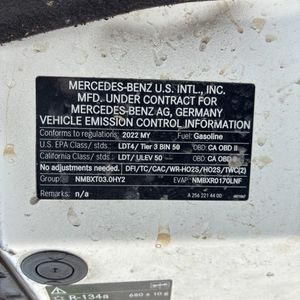 MERCEDES-BENZ U.S. INTL., INC.
MFD. UNDER CONTRACT FOR
MERCEDES-BENZ AG, GERMANY
VEHICLE EMISSION CONTROL INFORMATION
Conforms to regulations: 2022 MY Fuel: Gasoline
U.S. EPA Class / stds.: LDT4/ Tier 3 BIN 50 OBD: CA OBD II
California Class / stds.: LDT / ULEV 50 OBD: CA OBD II
No adjustments needed. DFI/TC/CAC/WR-HO2S/HO2S/TWC(2)
Group: NMBXT03.0HY2 EVAP: NMBXR0170LNF
Remarks: n/a A 256 221 44 00
R-134a 680 ± 10 g